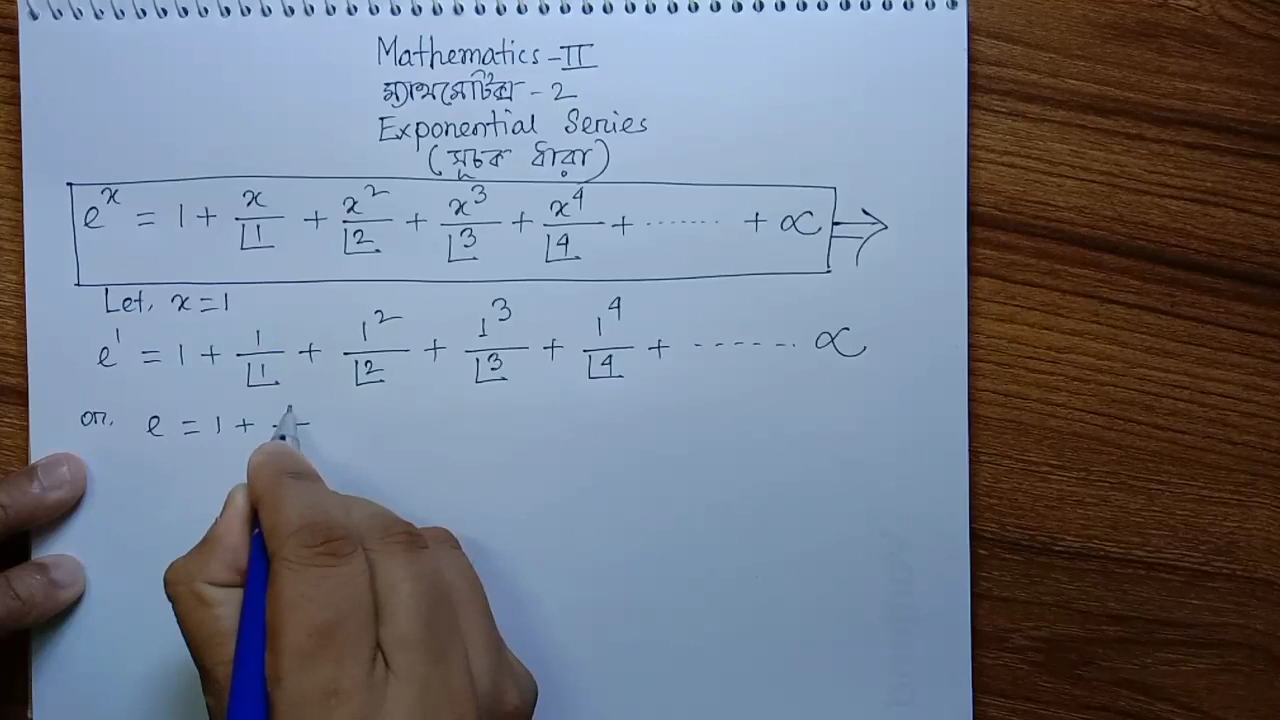 Mathematics - II
ম্যাথমেটিক্স - 2
Exponential Series
(সূচক ধারা)
e^x = 1 + x/⌊1 + x^2/⌊2 + x^3/⌊3 + x^4/⌊4 + ........ + ∝ ⇒
Let, x = 1
e^1 = 1 + 1/⌊1 + 1^2/⌊2 + 1^3/⌊3 + 1^4/⌊4 + ------- ∝
or, e = 1 +